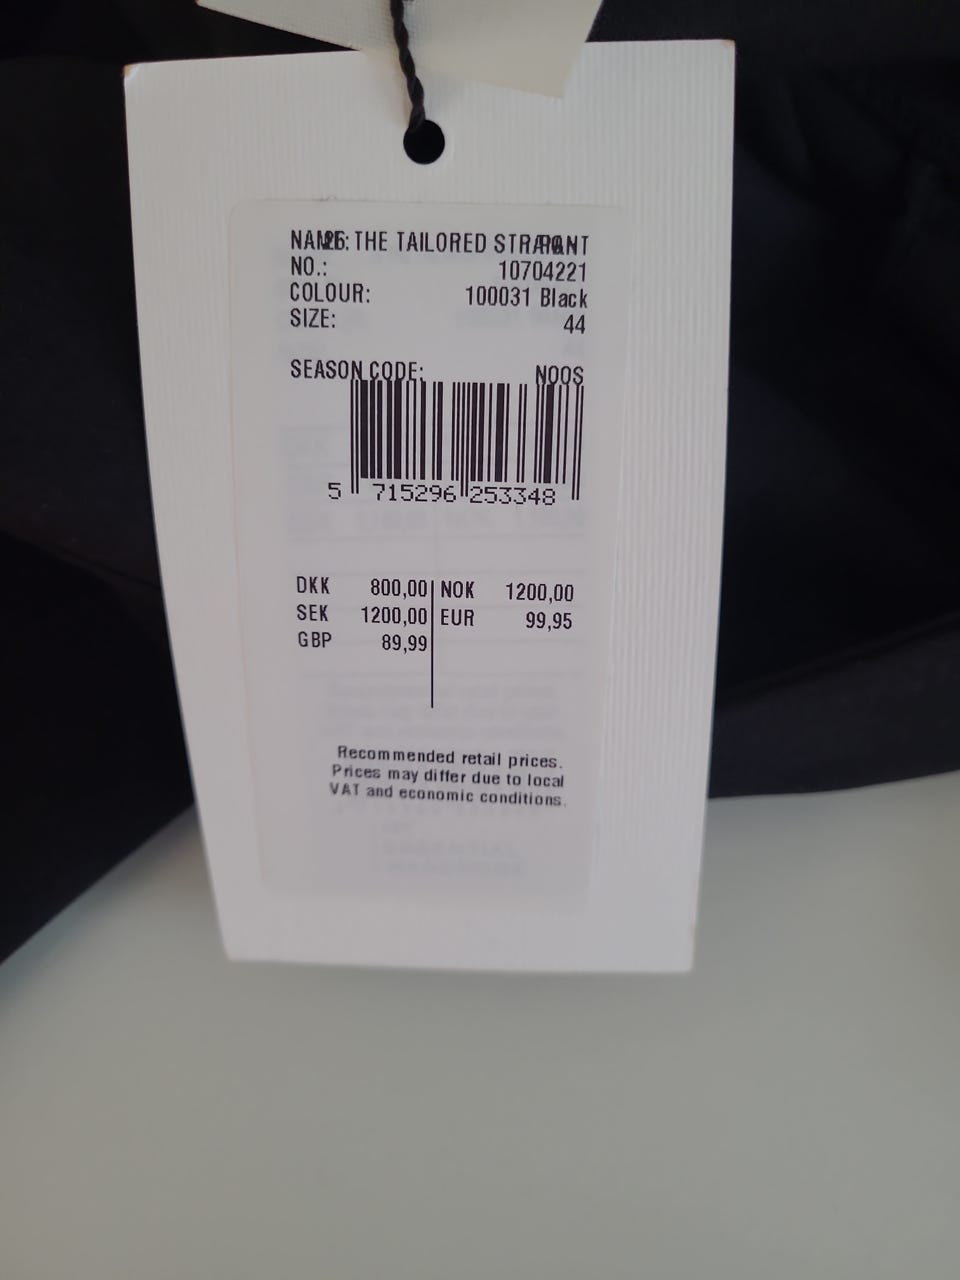 NAME: THE TAILORED PANT
NO.: 10704221
COLOUR: 100031 Black
SIZE: 44
SEASON CODE: NOOS
5 715296 253348
DKK 800,00 NOK 1200,00
SEK 1200,00 EUR 99,95
GBP 89,99
Recommended retail prices.
Prices may differ due to local
VAT and economic conditions.